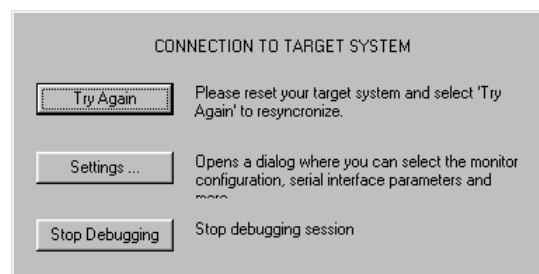 CONNECTION TO TARGET SYSTEM
Try Again
Please reset your target system and select 'Try
Again' to resyncronize.
Settings ...
Opens a dialog where you can select the monitor
configuration, serial interface parameters and
more
Stop Debugging
Stop debugging session